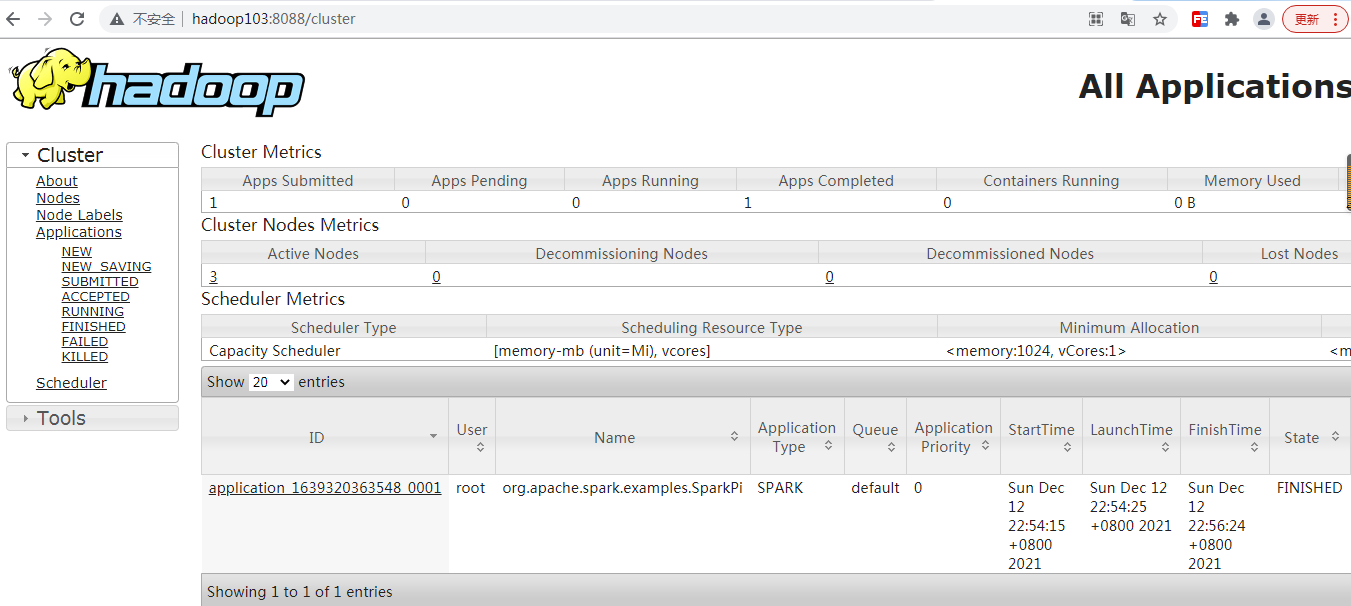 不安全 | hadoop103:8088/cluster
更新
hadoop
All Applications
Cluster
About
Nodes
Node Labels
Applications
NEW
NEW_SAVING
SUBMITTED
ACCEPTED
RUNNING
FINISHED
FAILED
KILLED
Scheduler
Tools
Cluster Metrics
Apps Submitted Apps Pending Apps Running Apps Completed Containers Running Memory Used
1 0 0 1 0 0 B
Cluster Nodes Metrics
Active Nodes Decommissioning Nodes Decommissioned Nodes Lost Nodes
3 0 0 0
Scheduler Metrics
Scheduler Type Scheduling Resource Type Minimum Allocation
Capacity Scheduler [memory-mb (unit=Mi), vcores] <memory:1024, vCores:1> <m
Show 20 entries
ID User Name Application Type Queue Application Priority StartTime LaunchTime FinishTime State
application_1639320363548_0001 root org.apache.spark.examples.SparkPi SPARK default 0 Sun Dec 12 22:54:15 +0800 2021 Sun Dec 12 22:54:25 +0800 2021 Sun Dec 12 22:56:24 +0800 2021 FINISHED
Showing 1 to 1 of 1 entries